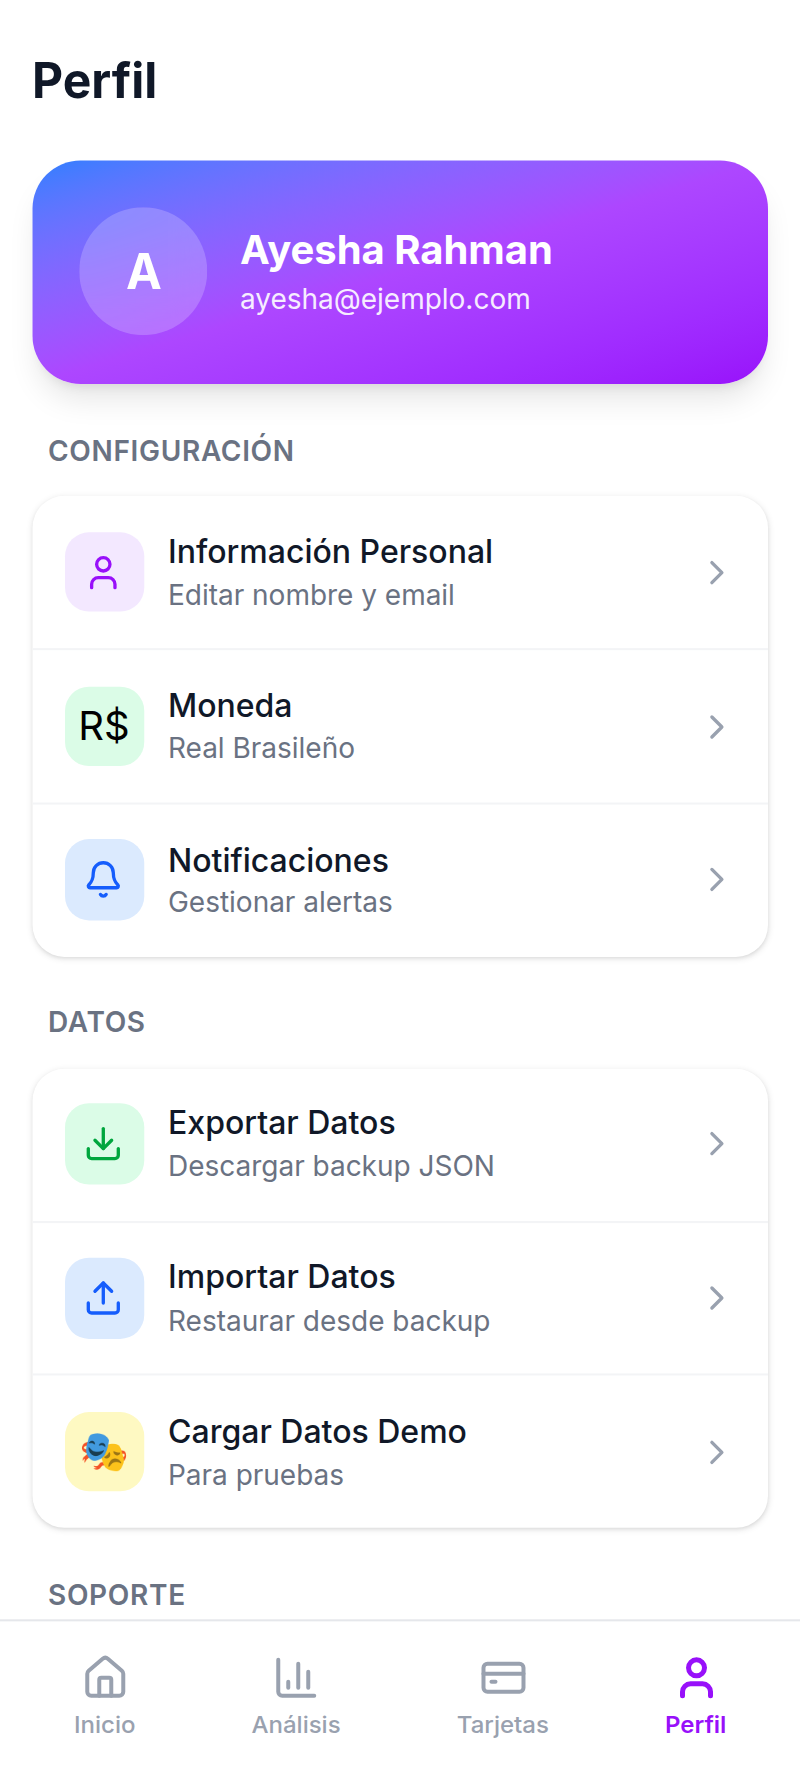 Perfil
A
Ayesha Rahman
ayesha@ejemplo.com
CONFIGURACIÓN
Información Personal
Editar nombre y email
R$
Moneda
Real Brasileño
Notificaciones
Gestionar alertas
DATOS
Exportar Datos
Descargar backup JSON
Importar Datos
Restaurar desde backup
Cargar Datos Demo
Para pruebas
SOPORTE
Inicio
Análisis
Tarjetas
Perfil